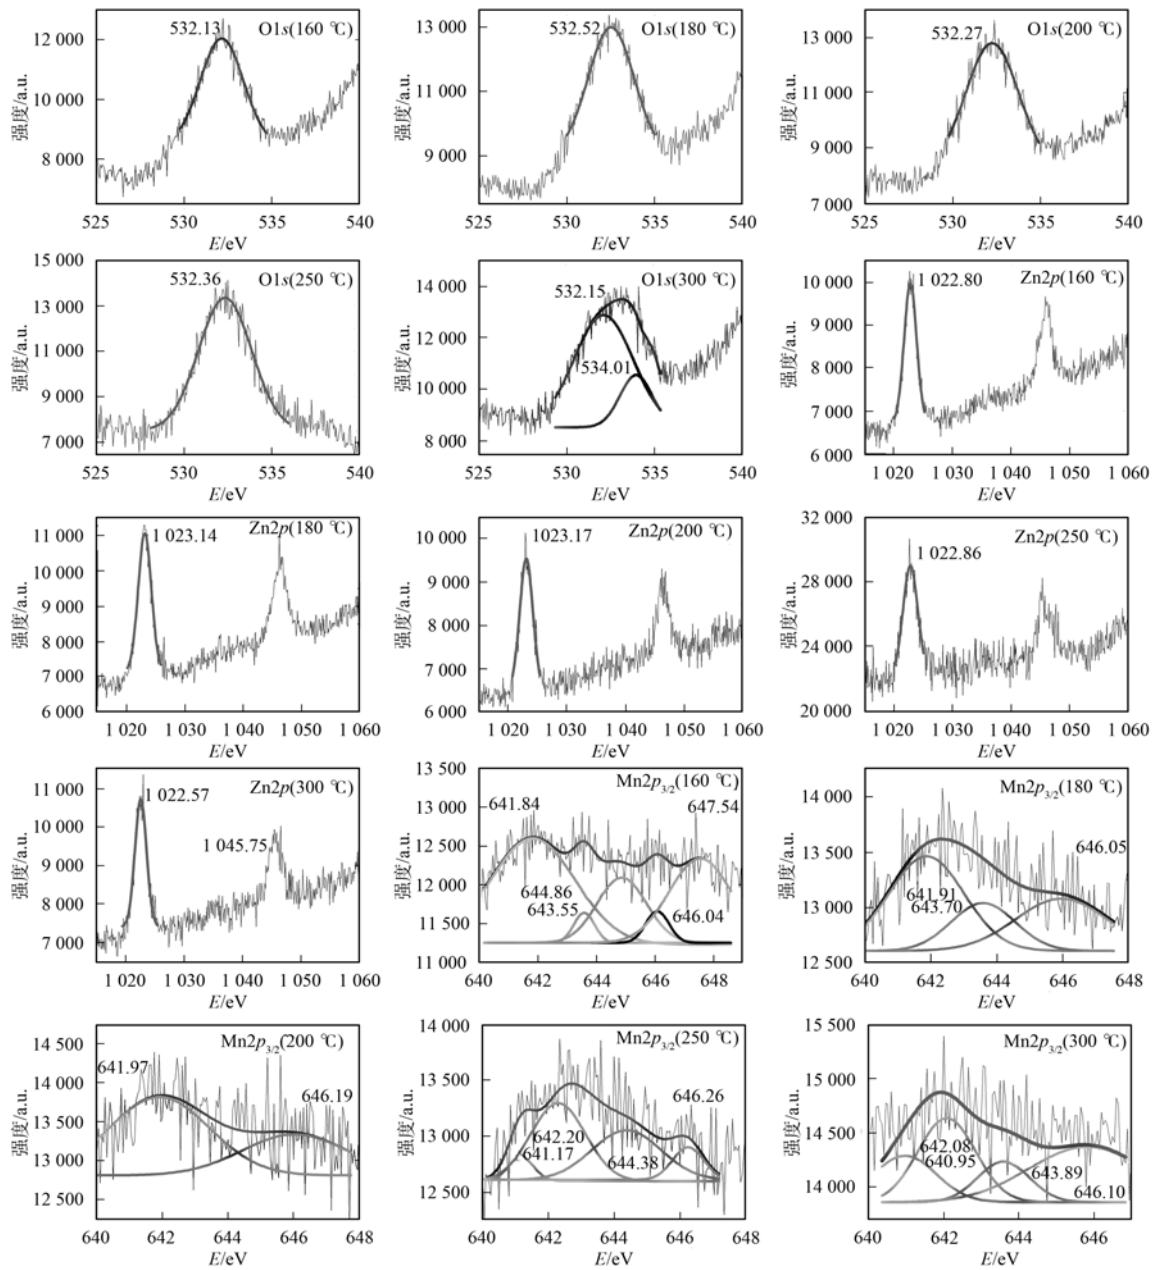 O1s(160 ℃)
532.13
12 000
10 000
8 000
强度/a.u.
525 530 535 540
E/eV
O1s(180 ℃)
532.52
13 000
11 000
9 000
强度/a.u.
525 530 535 540
E/eV
O1s(200 ℃)
532.27
13 000
11 000
9 000
7 000
强度/a.u.
525 530 535 540
E/eV
O1s(250 ℃)
532.36
15 000
13 000
11 000
9 000
7 000
强度/a.u.
525 530 535 540
E/eV
O1s(300 ℃)
532.15
534.01
14 000
12 000
10 000
8 000
强度/a.u.
525 530 535 540
E/eV
Zn2p(160 ℃)
1 022.80
10 000
9 000
8 000
7 000
6 000
强度/a.u.
1 020 1 030 1 040 1 050 1 060
E/eV
Zn2p(180 ℃)
1 023.14
11 000
10 000
9 000
8 000
7 000
6 000
强度/a.u.
1 020 1 030 1 040 1 050 1 060
E/eV
Zn2p(200 ℃)
1023.17
10 000
9 000
8 000
7 000
6 000
强度/a.u.
1 020 1 030 1 040 1 050 1 060
E/eV
Zn2p(250 ℃)
1 022.86
32 000
28 000
24 000
22 000
20 000
强度/a.u.
1 020 1 030 1 040 1 050 1 060
E/eV
Zn2p(300 ℃)
1 022.57
1 045.75
11 000
10 000
9 000
8 000
7 000
强度/a.u.
1 020 1 030 1 040 1 050 1 060
E/eV
Mn2p3/2(160 ℃)
641.84
647.54
644.86
643.55
646.04
13 500
13 000
12 500
12 000
11 500
11 000
强度/a.u.
640 642 644 646 648
E/eV
Mn2p3/2(180 ℃)
646.05
641.91
643.70
14 000
13 500
13 000
12 500
强度/a.u.
640 642 644 646 648
E/eV
Mn2p3/2(200 ℃)
641.97
646.19
14 500
14 000
13 500
13 000
12 500
强度/a.u.
640 642 644 646 648
E/eV
Mn2p3/2(250 ℃)
646.26
642.20
641.17
644.38
14 000
13 500
13 000
12 500
强度/a.u.
640 642 644 646 648
E/eV
Mn2p3/2(300 ℃)
642.08
640.95
643.89
646.10
15 500
15 000
14 500
14 000
强度/a.u.
640 642 644 646
E/eV